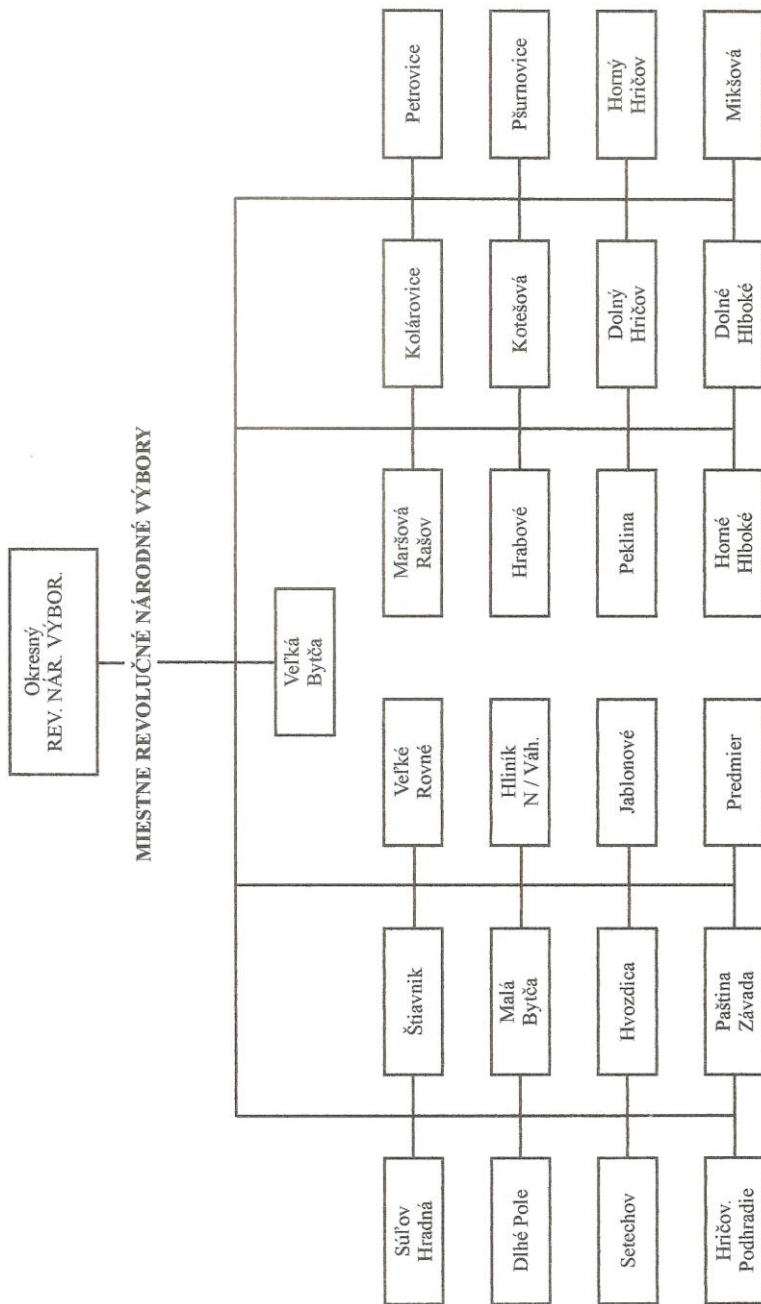 Okresný
REV. NÁR. VÝBOR.
MIESTNE REVOLUČNÉ NÁRODNÉ VÝBORY
Veľká
Bytča
Súľov
Hradná
Štiavnik
Veľké
Rovné
Maršová
Rašov
Kolárovice
Petrovice
Dlhé Pole
Malá
Bytča
Hliník
N / Váh.
Hrabové
Kotešová
Pšurnovice
Setechov
Hvozdica
Jablonové
Peklina
Dolný
Hričov
Horný
Hričov
Hričov.
Podhradie
Paština
Závada
Predmier
Horné
Hlboké
Dolné
Hlboké
Mikšová